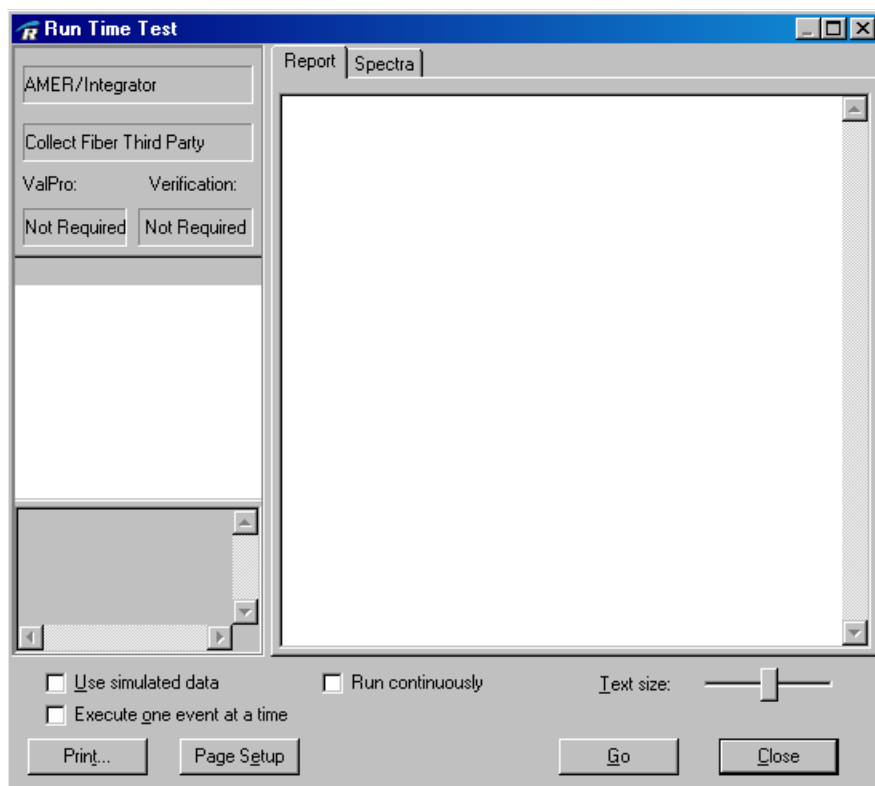 Run Time Test
AMER/Integrator
Collect Fiber Third Party
ValPro: Verification:
Not Required Not Required
Report Spectra
Use simulated data
Run continuously
Text size:
Execute one event at a time
Print...
Page Setup
Go
Close